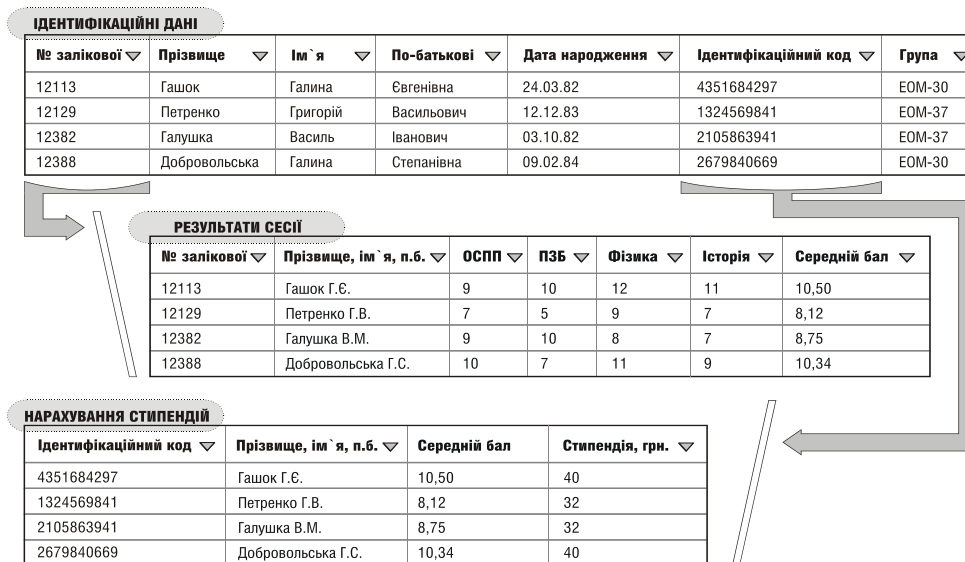 ІДЕНТИФІКАЦІЙНІ ДАНІ
№ залікової Прізвище Ім`я По-батькові Дата народження Ідентифікаційний код Група
12113 Гашок Галина Євгенівна 24.03.82 4351684297 ЕОМ-30
12129 Петренко Григорій Васильович 12.12.83 1324569841 ЕОМ-37
12382 Галушка Василь Іванович 03.10.82 2105863941 ЕОМ-37
12388 Добровольська Галина Степанівна 09.02.84 2679840669 ЕОМ-30
РЕЗУЛЬТАТИ СЕСІЇ
№ залікової Прізвище, ім`я, п.б. ОСПП ПЗБ Фізика Історія Середній бал
12113 Гашок Г.Є. 9 10 12 11 10,50
12129 Петренко Г.В. 7 5 9 7 8,12
12382 Галушка В.М. 9 10 8 7 8,75
12388 Добровольська Г.С. 10 7 11 9 10,34
НАРАХУВАННЯ СТИПЕНДІЙ
Ідентифікаційний код Прізвище, ім`я, п.б. Середній бал Стипендія, грн.
4351684297 Гашок Г.Є. 10,50 40
1324569841 Петренко Г.В. 8,12 32
2105863941 Галушка В.М. 8,75 32
2679840669 Добровольська Г.С. 10,34 40